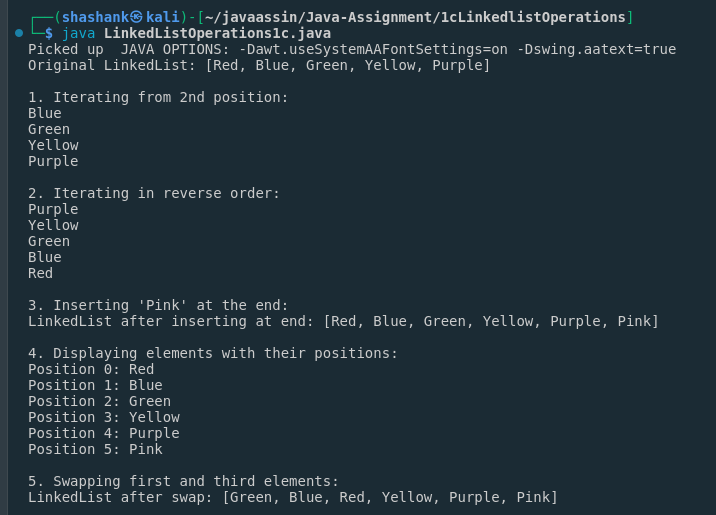 ┌──(shashank㉿kali)-[~/javaassin/Java-Assignment/1cLinkedlistOperations]
└─$ java LinkedListOperations1c.java
Picked up  JAVA OPTIONS: -Dawt.useSystemAAFontSettings=on -Dswing.aatext=true
Original LinkedList: [Red, Blue, Green, Yellow, Purple]

1. Iterating from 2nd position:
Blue
Green
Yellow
Purple

2. Iterating in reverse order:
Purple
Yellow
Green
Blue
Red

3. Inserting 'Pink' at the end:
LinkedList after inserting at end: [Red, Blue, Green, Yellow, Purple, Pink]

4. Displaying elements with their positions:
Position 0: Red
Position 1: Blue
Position 2: Green
Position 3: Yellow
Position 4: Purple
Position 5: Pink

5. Swapping first and third elements:
LinkedList after swap: [Green, Blue, Red, Yellow, Purple, Pink]